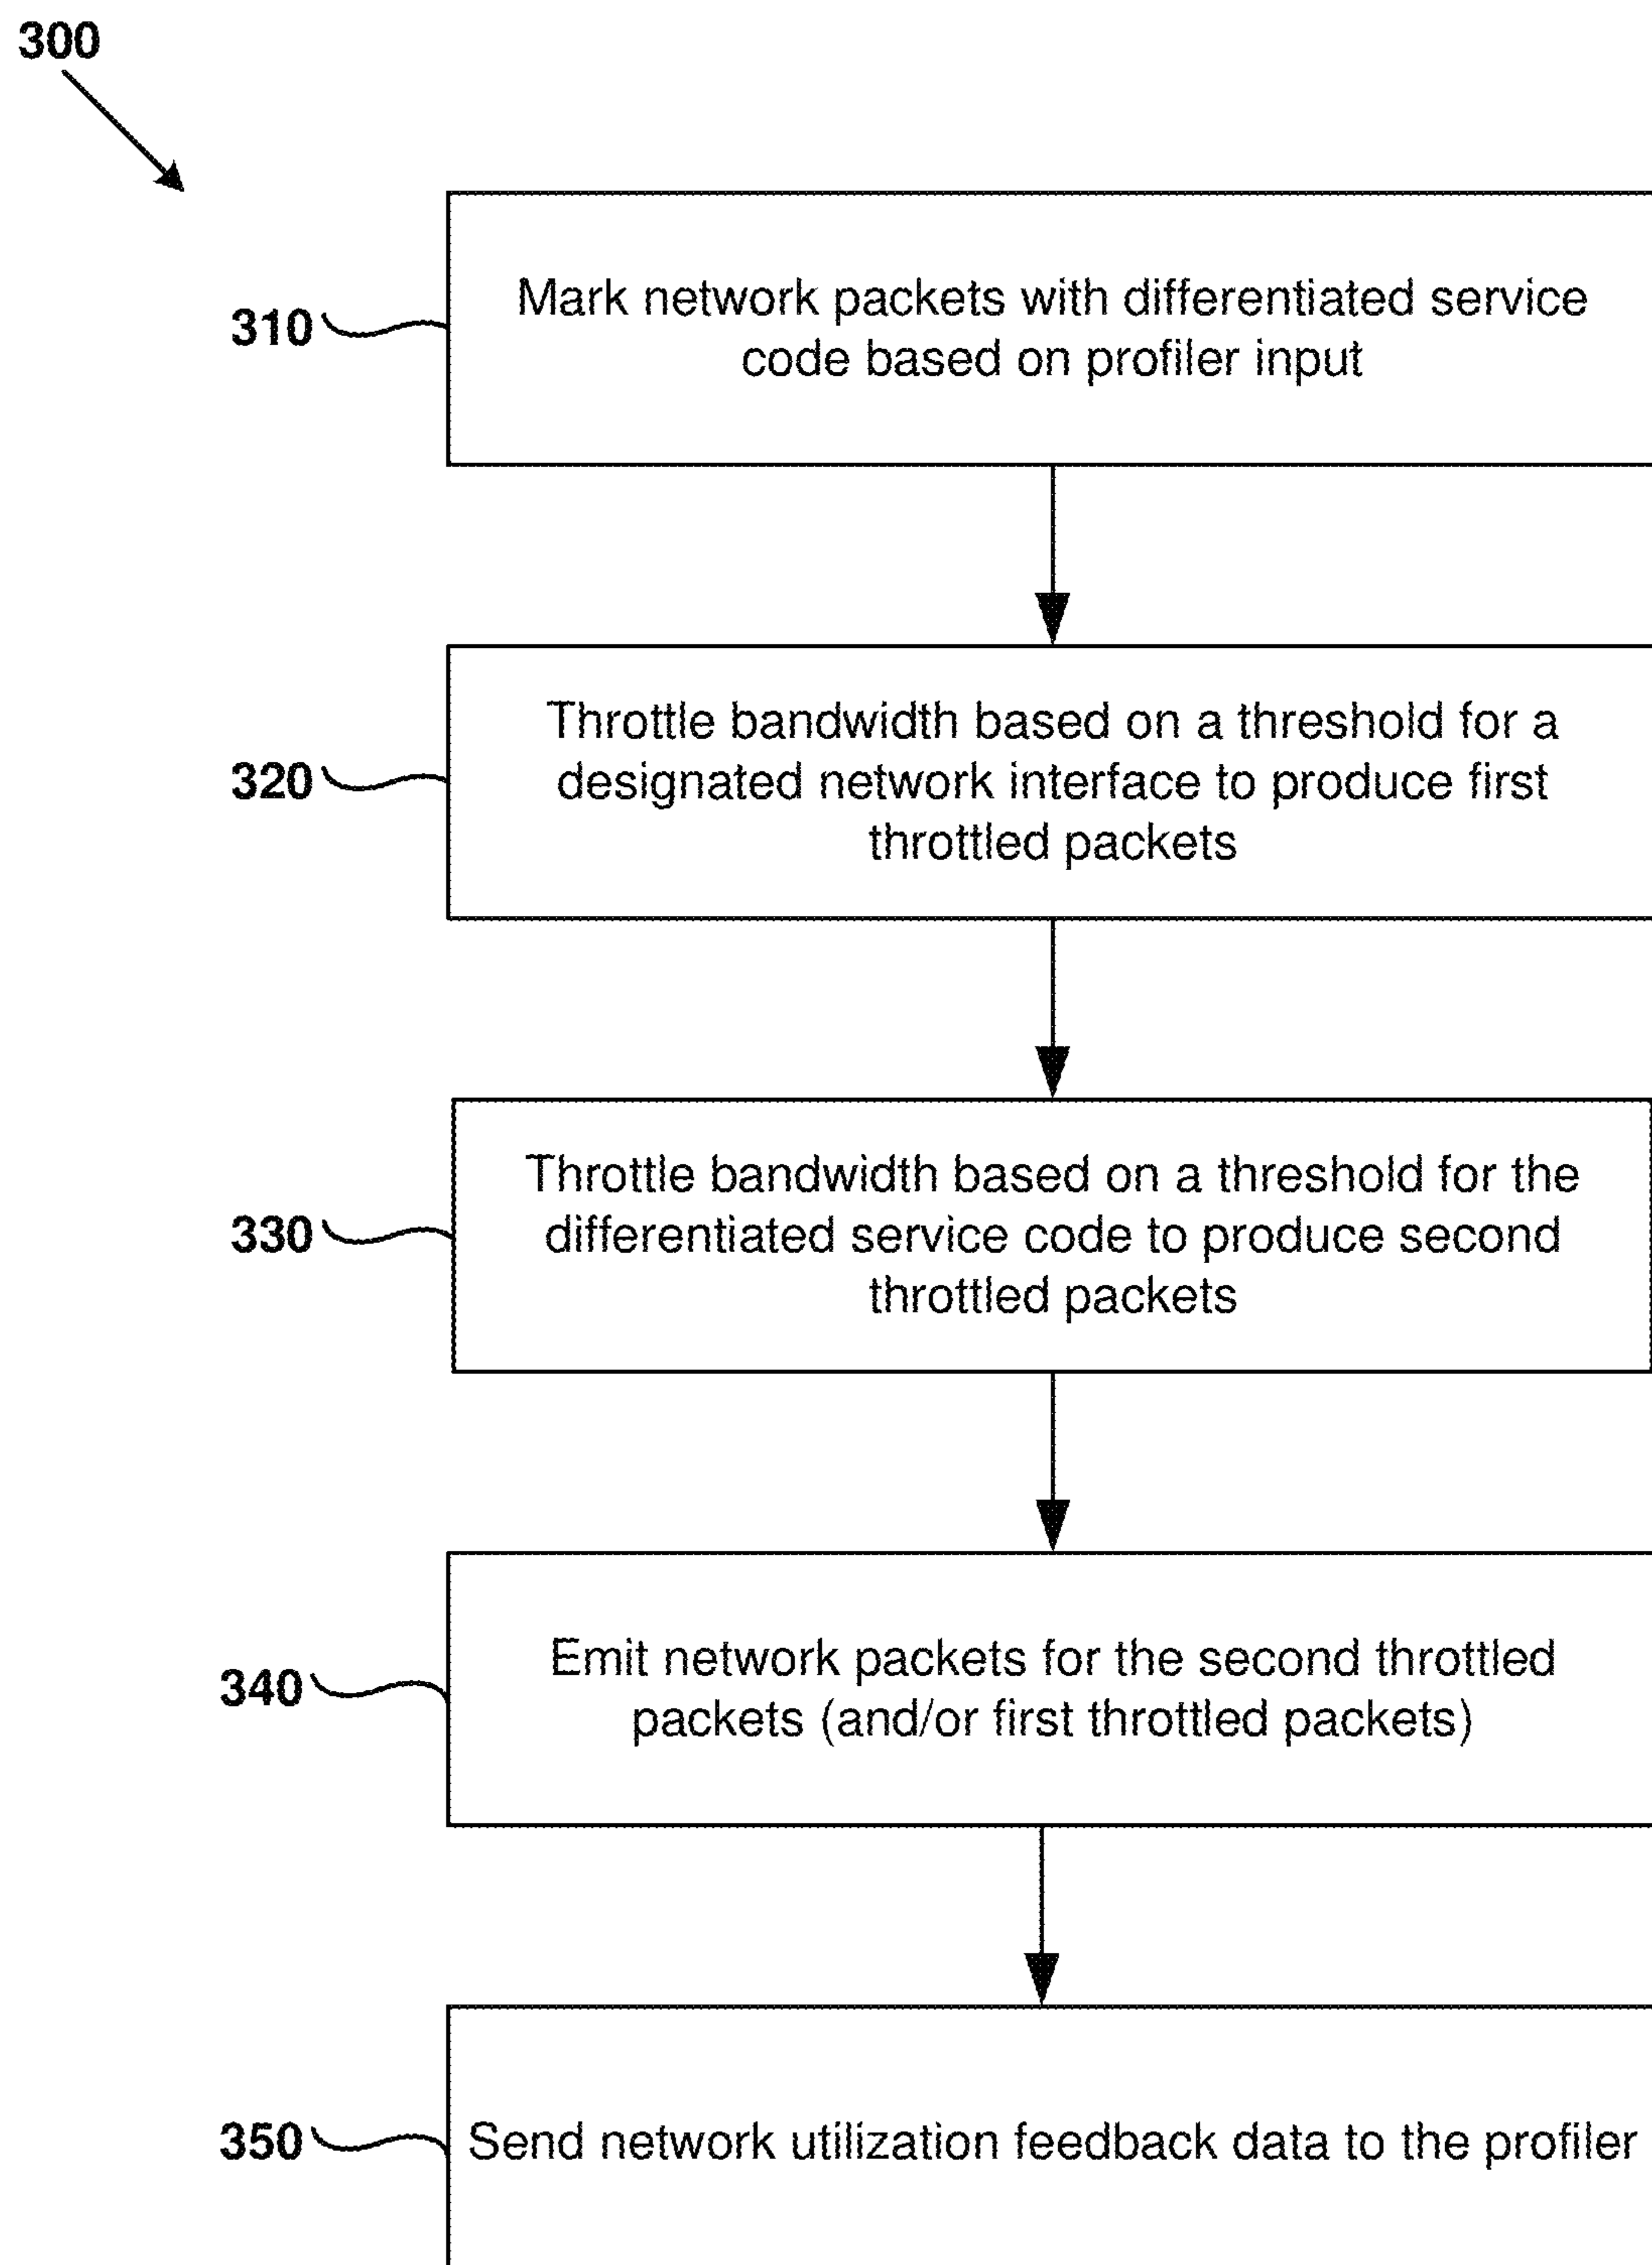 300
310
Mark network packets with differentiated service
code based on profiler input
320
Throttle bandwidth based on a threshold for a
designated network interface to produce first
throttled packets
330
Throttle bandwidth based on a threshold for the
differentiated service code to produce second
throttled packets
340
Emit network packets for the second throttled
packets (and/or first throttled packets)
350
Send network utilization feedback data to the profiler